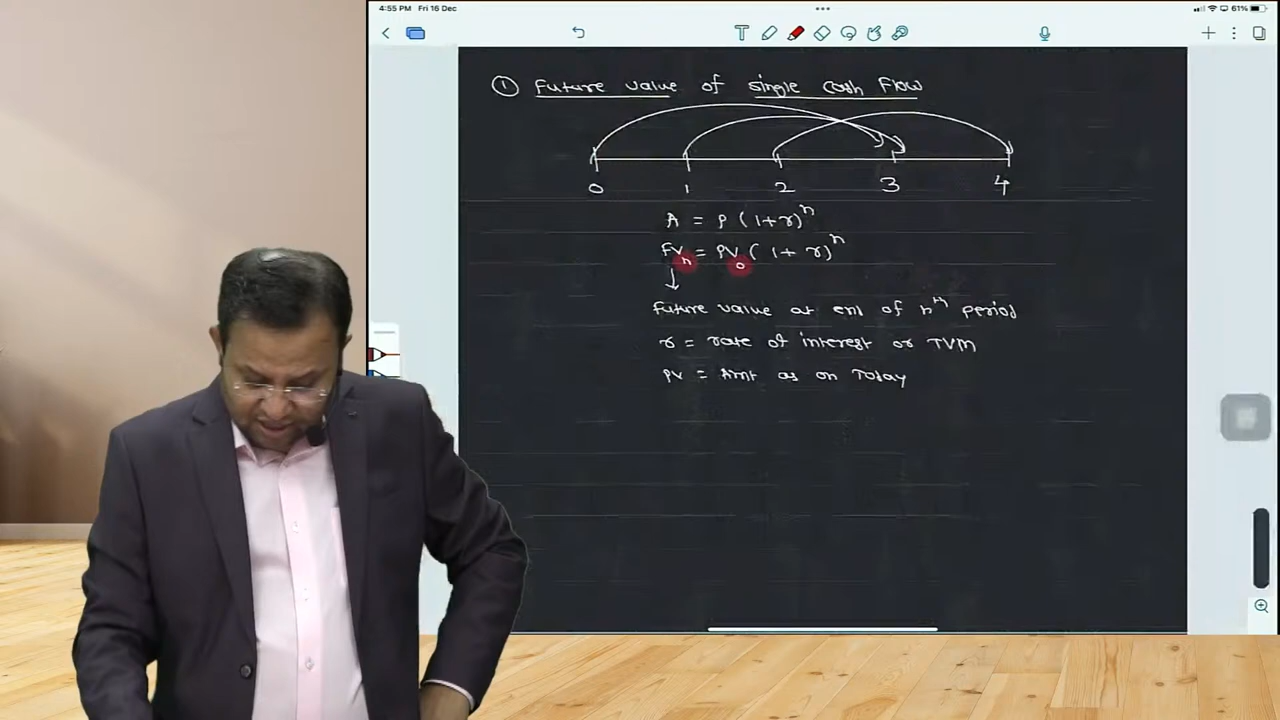 4:55 PM Fri 16 Dec
61%
① Future value of single cash flow
0 1 2 3 4
A = P (1+r)^n
FVₙ = PV₀ (1 + r)^n
↓
Future value at end of nᵗʰ period
r = rate of interest or TVM
PV = Amt as on Today